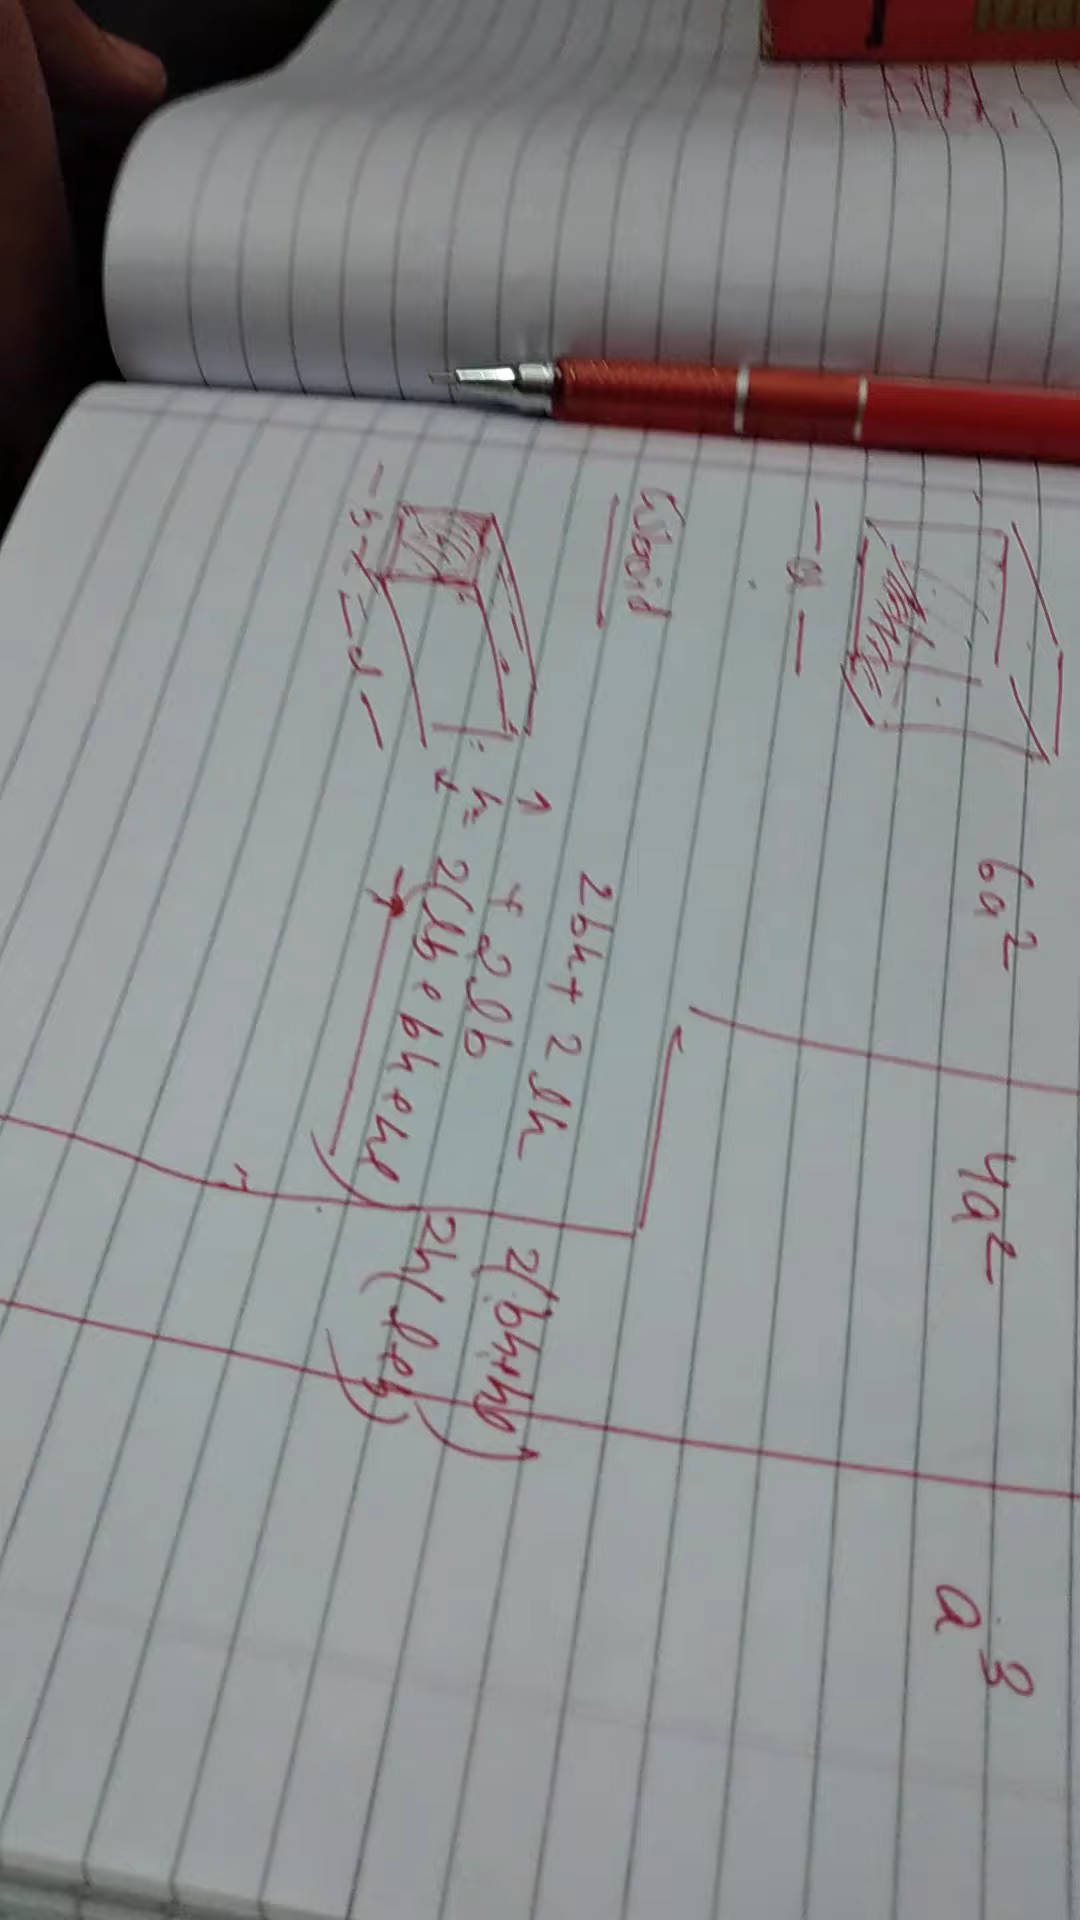 a
6a²
4a²
a³
Cuboid
2bh + 2lh
+ 2lb
2(lb + bh + hl)
2(bh + hl)
2h(l+b)
b
l
h